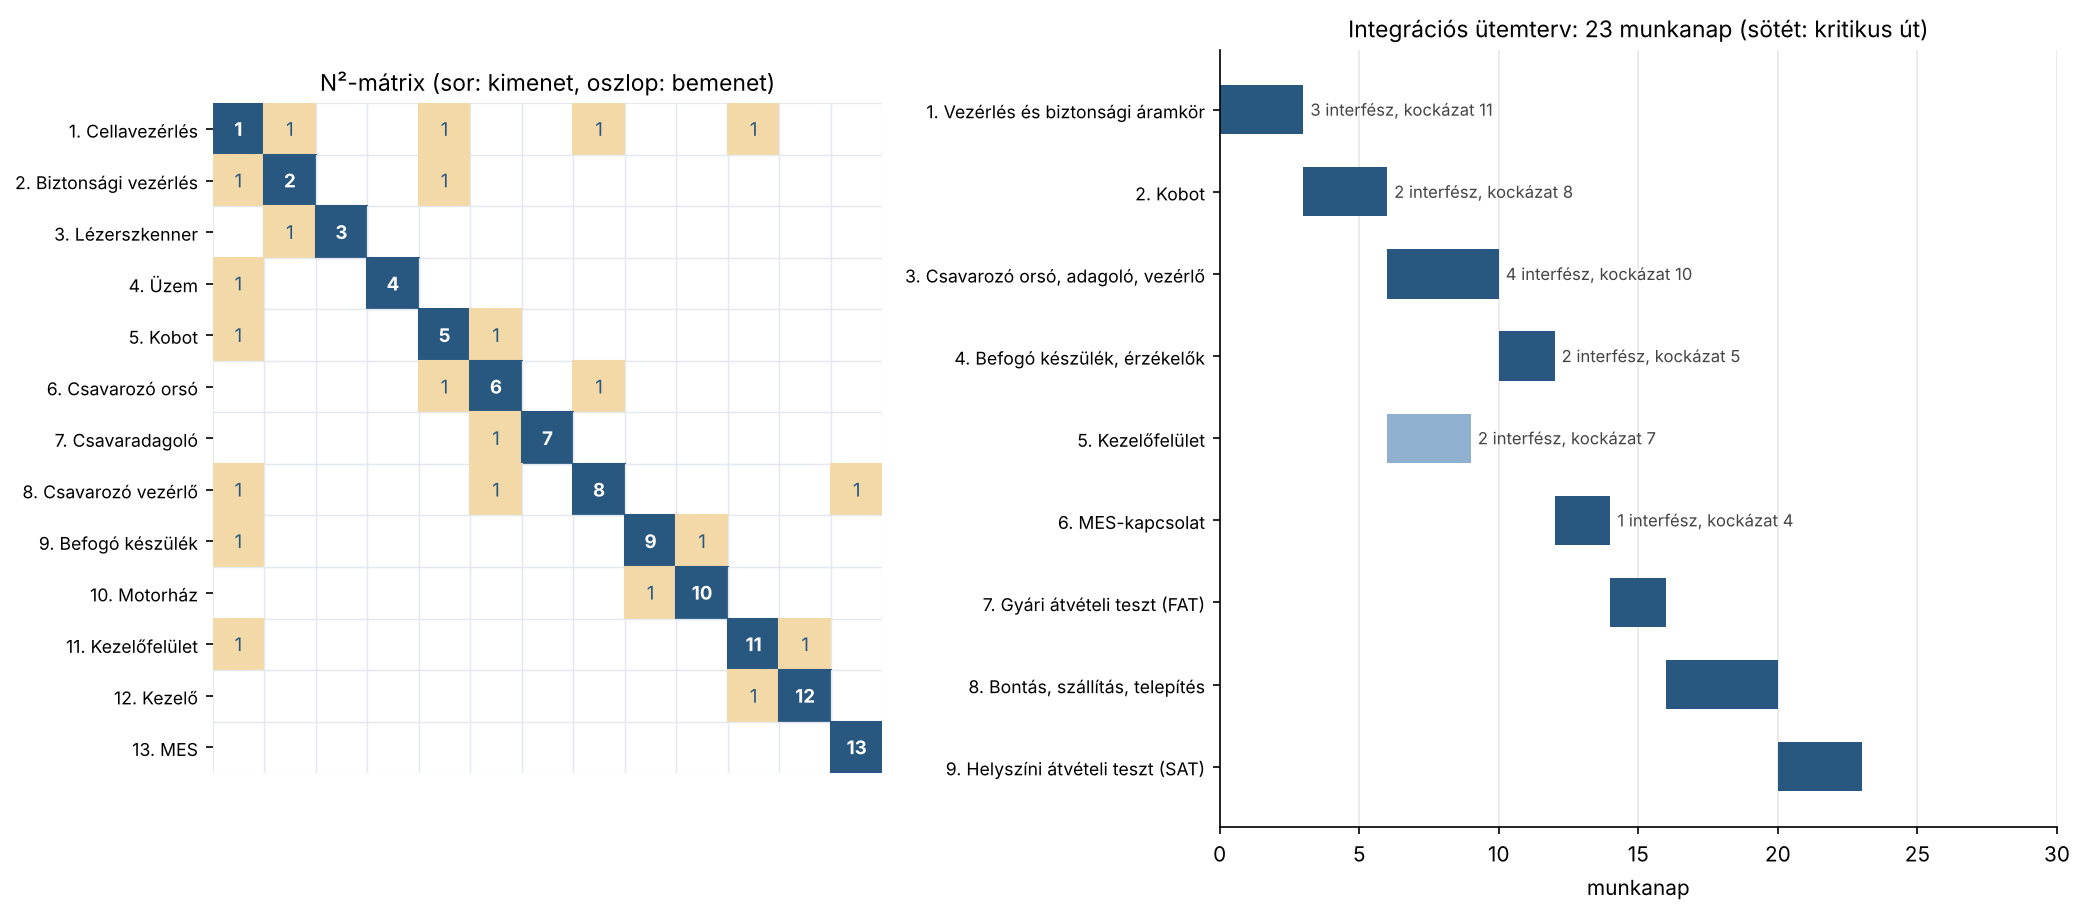 N²-mátrix (sor: kimenet, oszlop: bemenet)
1. Cellavezérlés 1 1 1 1 1
2. Biztonsági vezérlés 1 2 1
3. Lézerszkenner 1 3
4. Üzem 1 4
5. Kobot 1 5 1
6. Csavarozó orsó 1 6 1
7. Csavaradagoló 1 7
8. Csavarozó vezérlő 1 1 8 1
9. Befogó készülék 1 9 1
10. Motorház 1 10
11. Kezelőfelület 1 11 1
12. Kezelő 1 12
13. MES 13
Integrációs ütemterv: 23 munkanap (sötét: kritikus út)
1. Vezérlés és biztonsági áramkör 3 interfész, kockázat 11
2. Kobot 2 interfész, kockázat 8
3. Csavarozó orsó, adagoló, vezérlő 4 interfész, kockázat 10
4. Befogó készülék, érzékelők 2 interfész, kockázat 5
5. Kezelőfelület 2 interfész, kockázat 7
6. MES-kapcsolat 1 interfész, kockázat 4
7. Gyári átvételi teszt (FAT)
8. Bontás, szállítás, telepítés
9. Helyszíni átvételi teszt (SAT)
0 5 10 15 20 25 30
munkanap